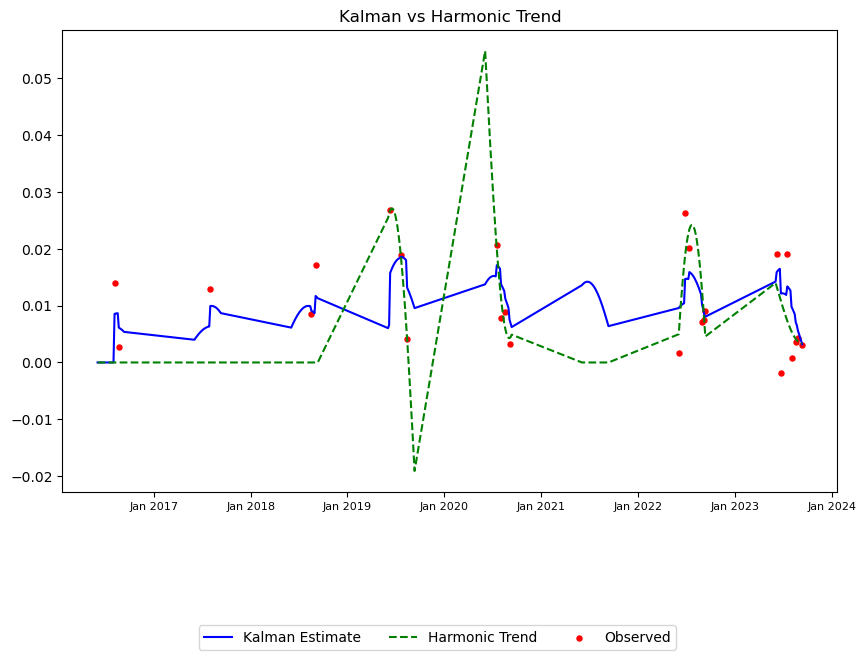 Kalman vs Harmonic Trend
0.05
0.04
0.03
0.02
0.01
0.00
−0.01
−0.02
Jan 2017 Jan 2018 Jan 2019 Jan 2020 Jan 2021 Jan 2022 Jan 2023 Jan 2024
Kalman Estimate Harmonic Trend Observed